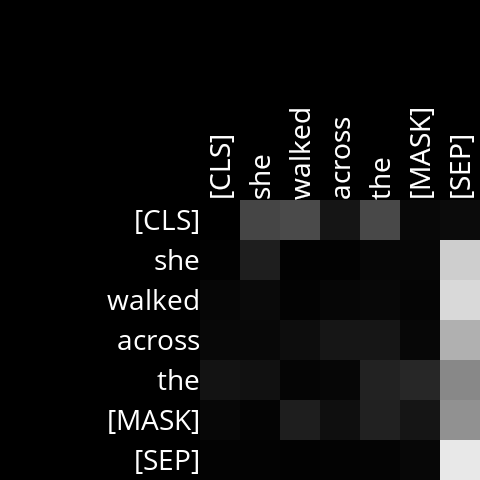 [CLS]
she
walked
across
the
[MASK]
[SEP]
[CLS]
she
walked
across
the
[MASK]
[SEP]